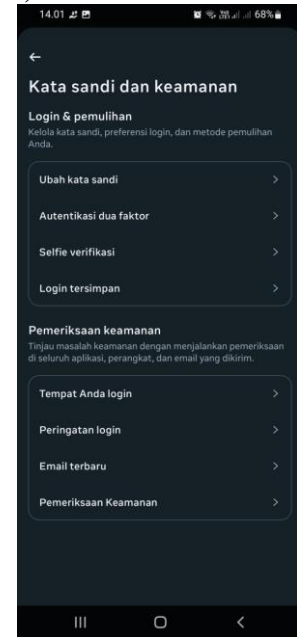 14.01
68%
Kata sandi dan keamanan
Login & pemulihan
Kelola kata sandi, preferensi login, dan metode pemulihan
Anda.
Ubah kata sandi
Autentikasi dua faktor
Selfie verifikasi
Login tersimpan
Pemeriksaan keamanan
Tinjau masalah keamanan dengan menjalankan pemeriksaan
di seluruh aplikasi, perangkat, dan email yang dikirim.
Tempat Anda login
Peringatan login
Email terbaru
Pemeriksaan Keamanan